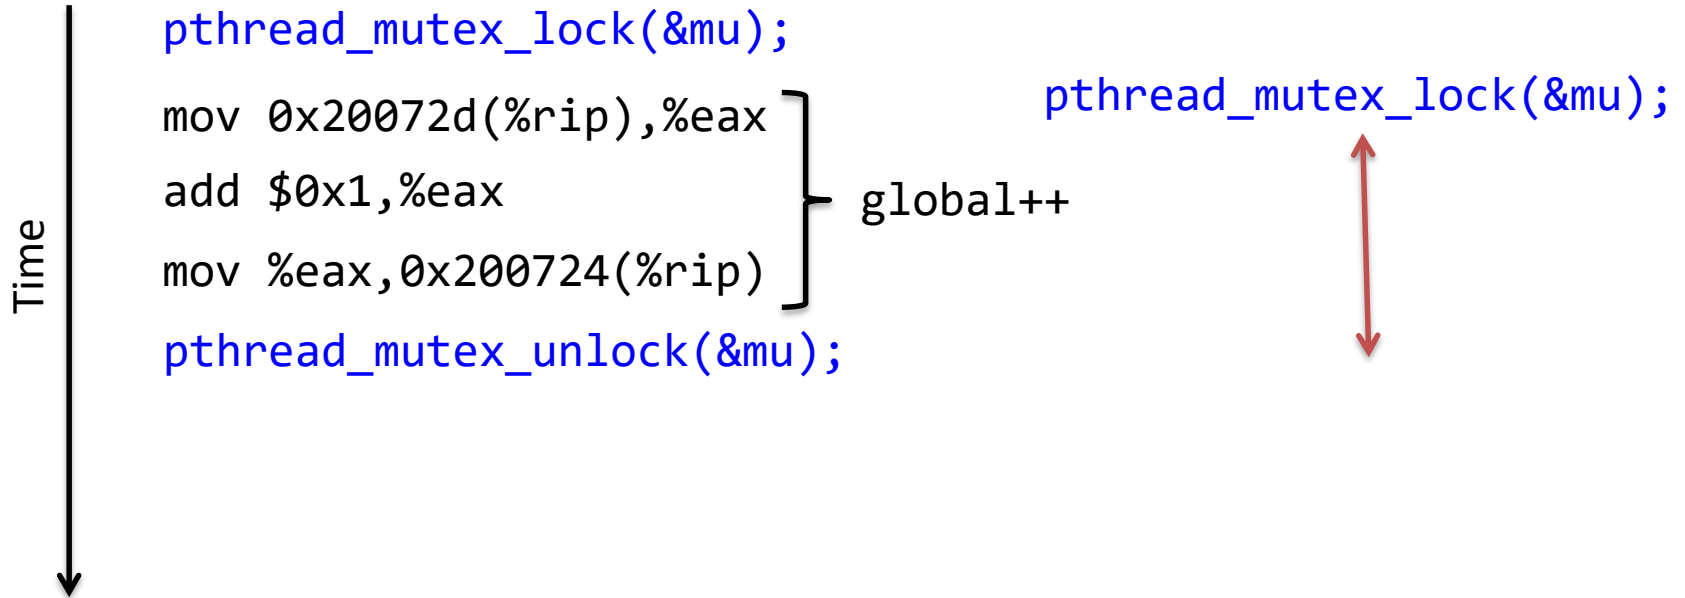 pthread_mutex_lock(&mu);
pthread_mutex_lock(&mu);
mov 0x20072d(%rip),%eax
add $0x1,%eax
global++
mov %eax,0x200724(%rip)
pthread_mutex_unlock(&mu);
Time